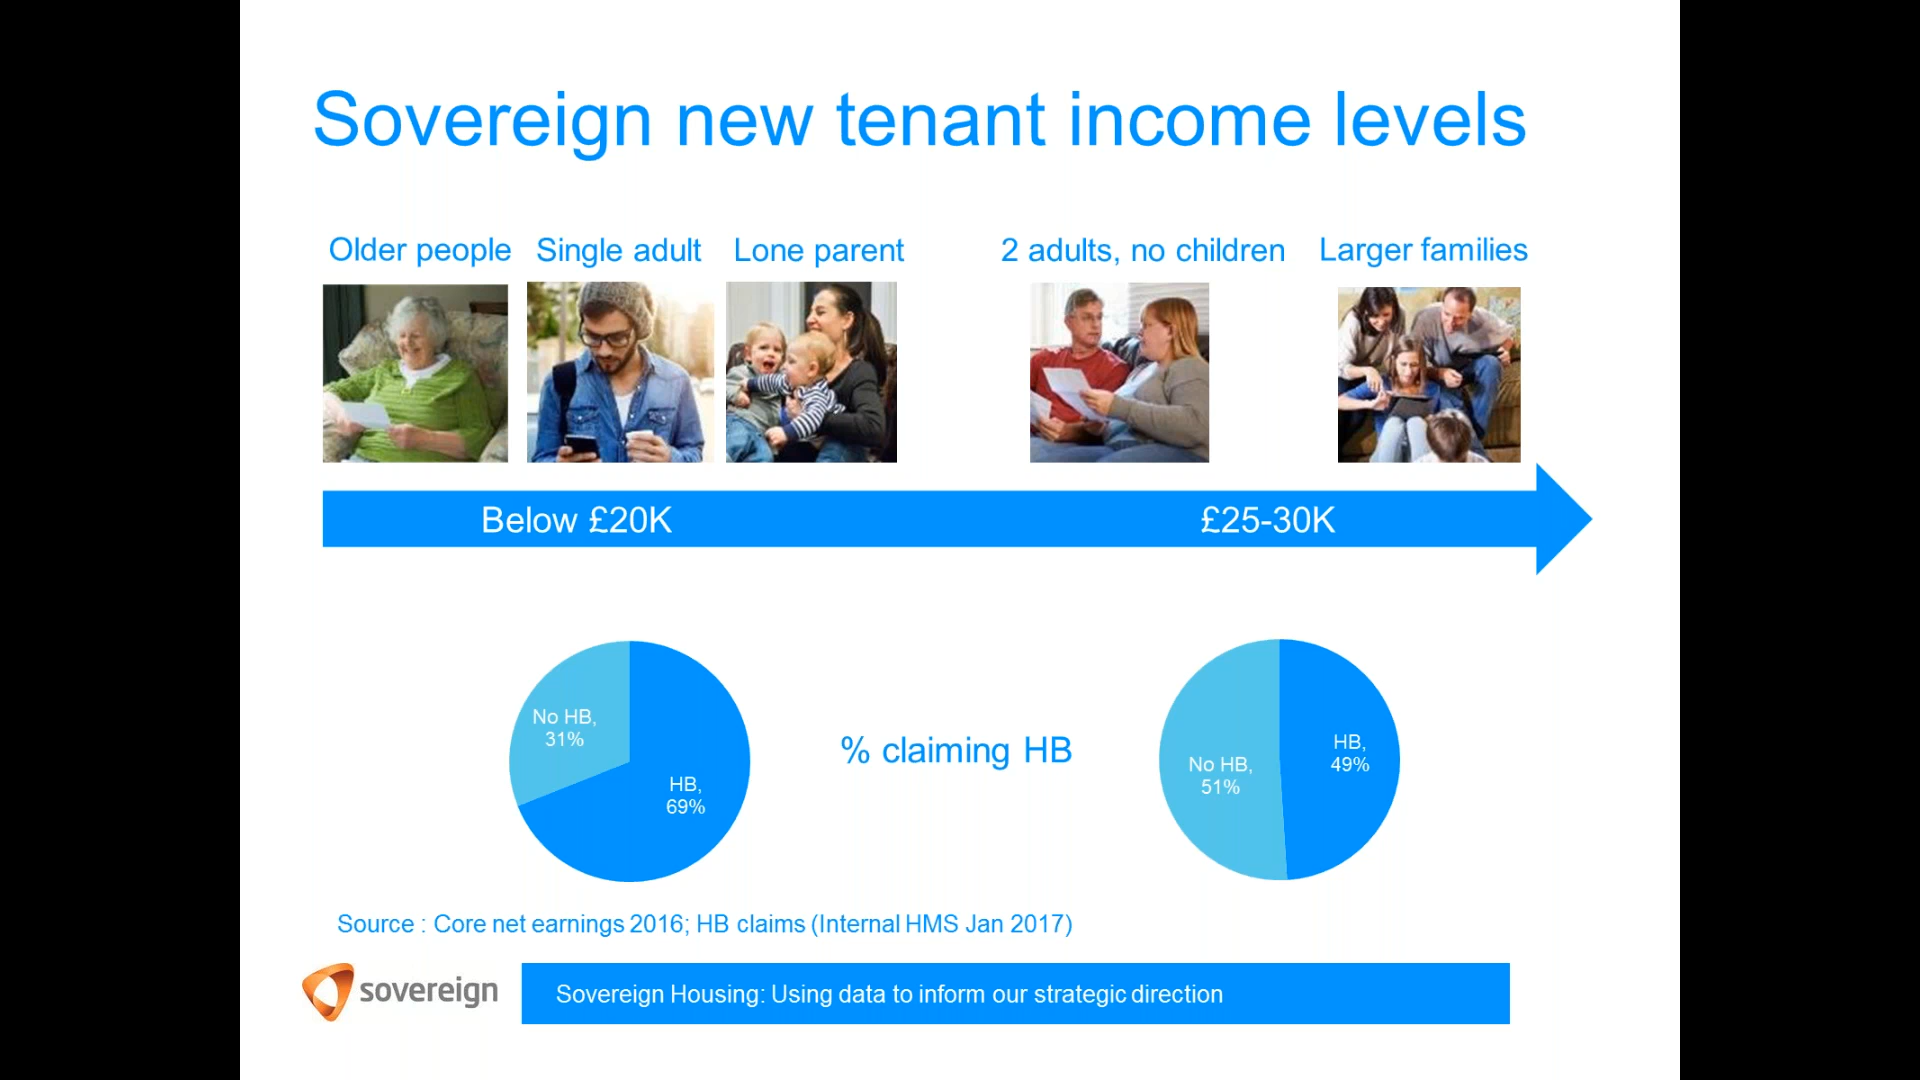 Sovereign new tenant income levels
Older people
Single adult
Lone parent
2 adults, no children
Larger families
Below £20K
£25-30K
No HB,
31%
HB,
69%
% claiming HB
No HB,
51%
HB,
49%
Source : Core net earnings 2016; HB claims (Internal HMS Jan 2017)
sovereign
Sovereign Housing: Using data to inform our strategic direction